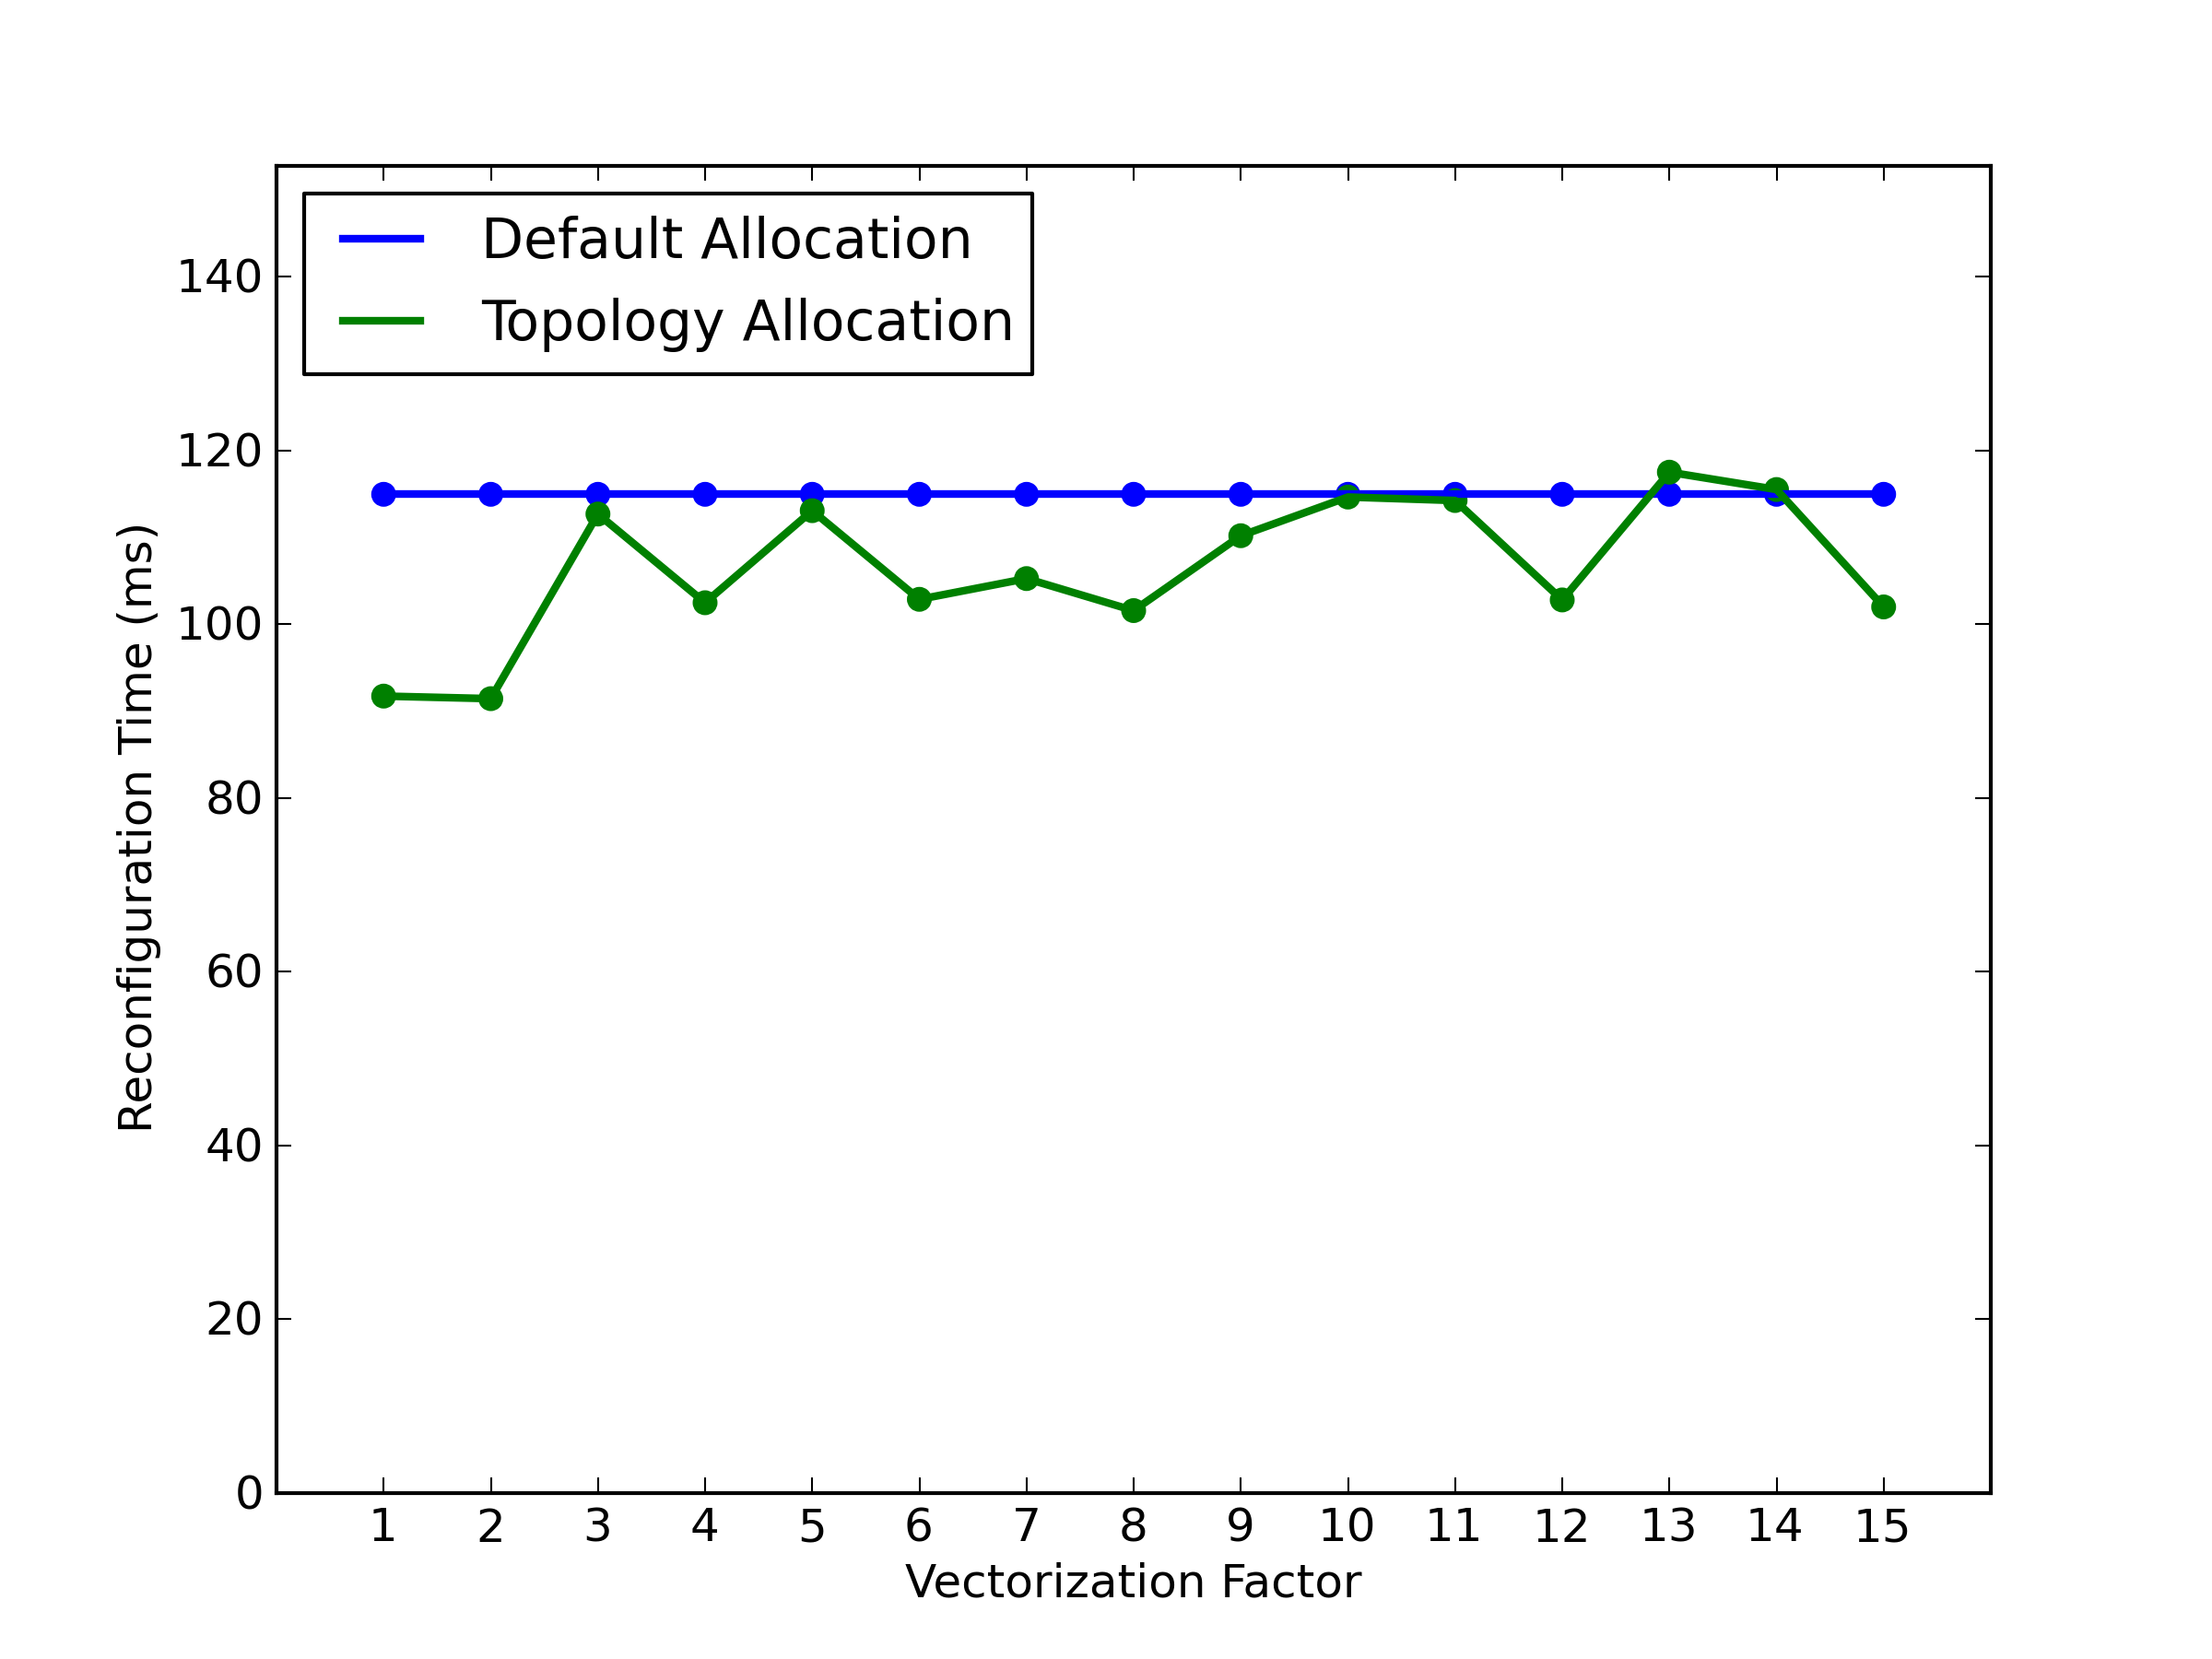 Default Allocation
Topology Allocation
Reconfiguration Time (ms)
140
120
100
80
60
40
20
0
1 2 3 4 5 6 7 8 9 10 11 12 13 14 15
Vectorization Factor